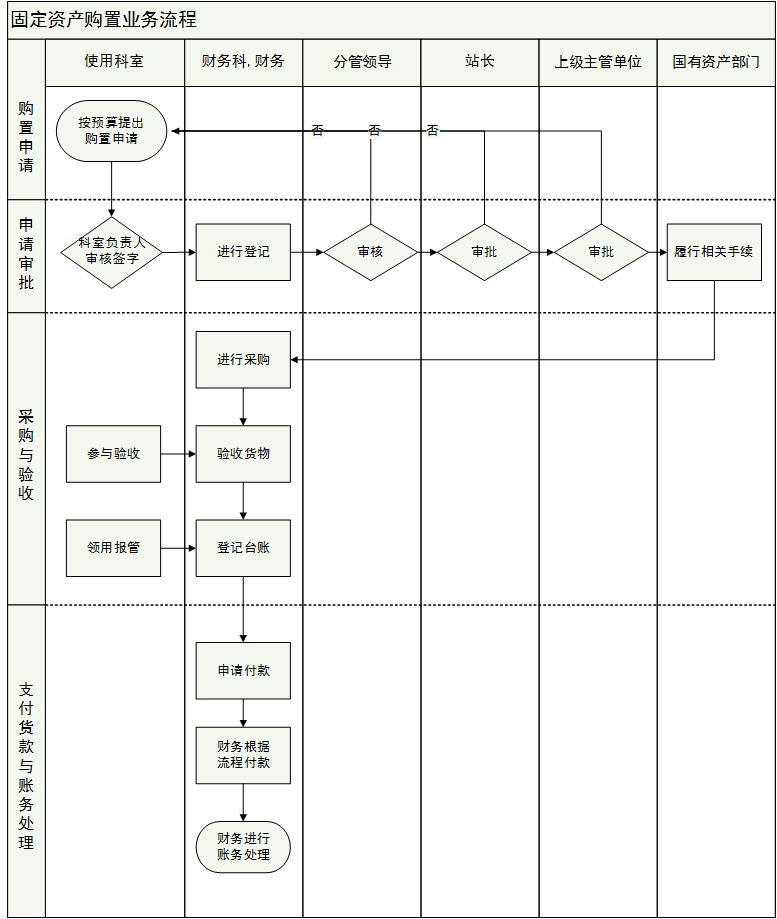 固定资产购置业务流程
使用科室
财务科,财务
分管领导
站长
上级主管单位
国有资产部门
购置申请
按预算提出
购置申请
否
否
否
申请审批
科室负责人
审核签字
进行登记
审核
审批
审批
履行相关手续
采购与验收
进行采购
参与验收
验收货物
领用报管
登记台账
支付货款与账务处理
申请付款
财务根据
流程付款
财务进行
账务处理